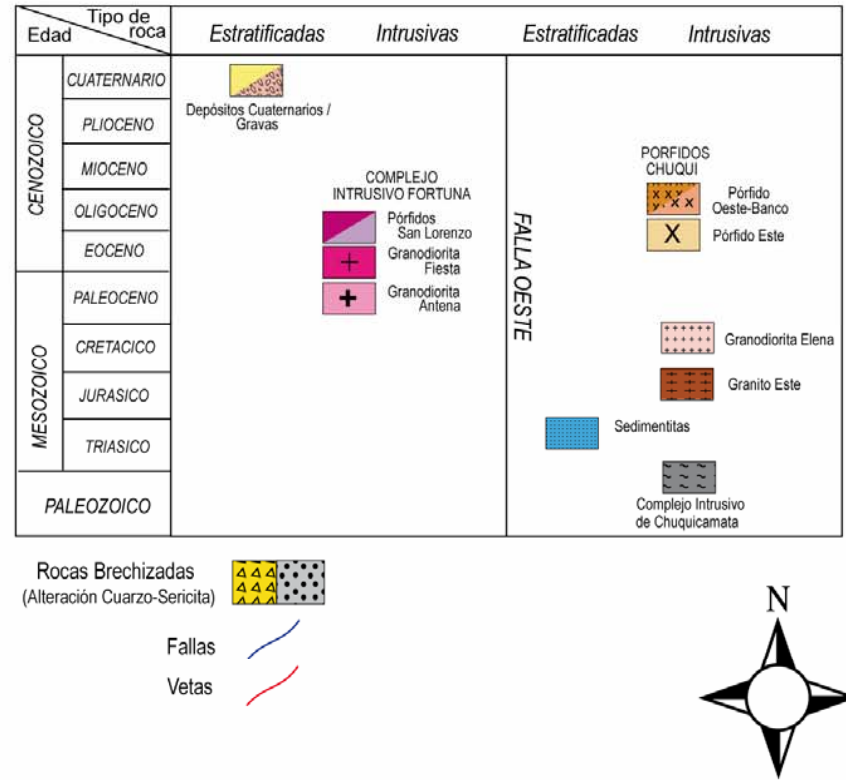 Tipo de
roca
Edad
Estratificadas
Intrusivas
Estratificadas
Intrusivas
CENOZOICO
CUATERNARIO
PLIOCENO
MIOCENO
OLIGOCENO
EOCENO
MESOZOICO
PALEOCENO
CRETACICO
JURASICO
TRIASICO
PALEOZOICO
Depósitos Cuaternarios /
Gravas
COMPLEJO
INTRUSIVO FORTUNA
Pórfidos
San Lorenzo
Granodiorita
Fiesta
Granodiorita
Antena
FALLA OESTE
PORFIDOS
CHUQUI
Pórfido
Oeste-Banco
X
Pórfido Este
Granodiorita Elena
Granito Este
Sedimentitas
Complejo Intrusivo
de Chuquicamata
Rocas Brechizadas
(Alteración Cuarzo-Sericita)
Fallas
Vetas
N